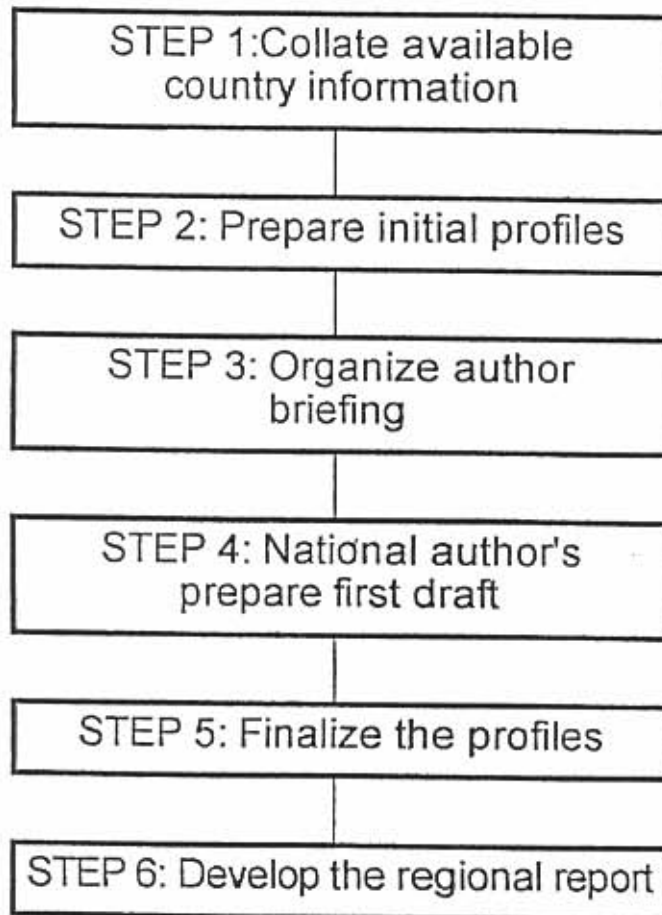 STEP 1:Collate available
country information
STEP 2: Prepare initial profiles
STEP 3: Organize author
briefing
STEP 4: National author's
prepare first draft
STEP 5: Finalize the profiles
STEP 6: Develop the regional report